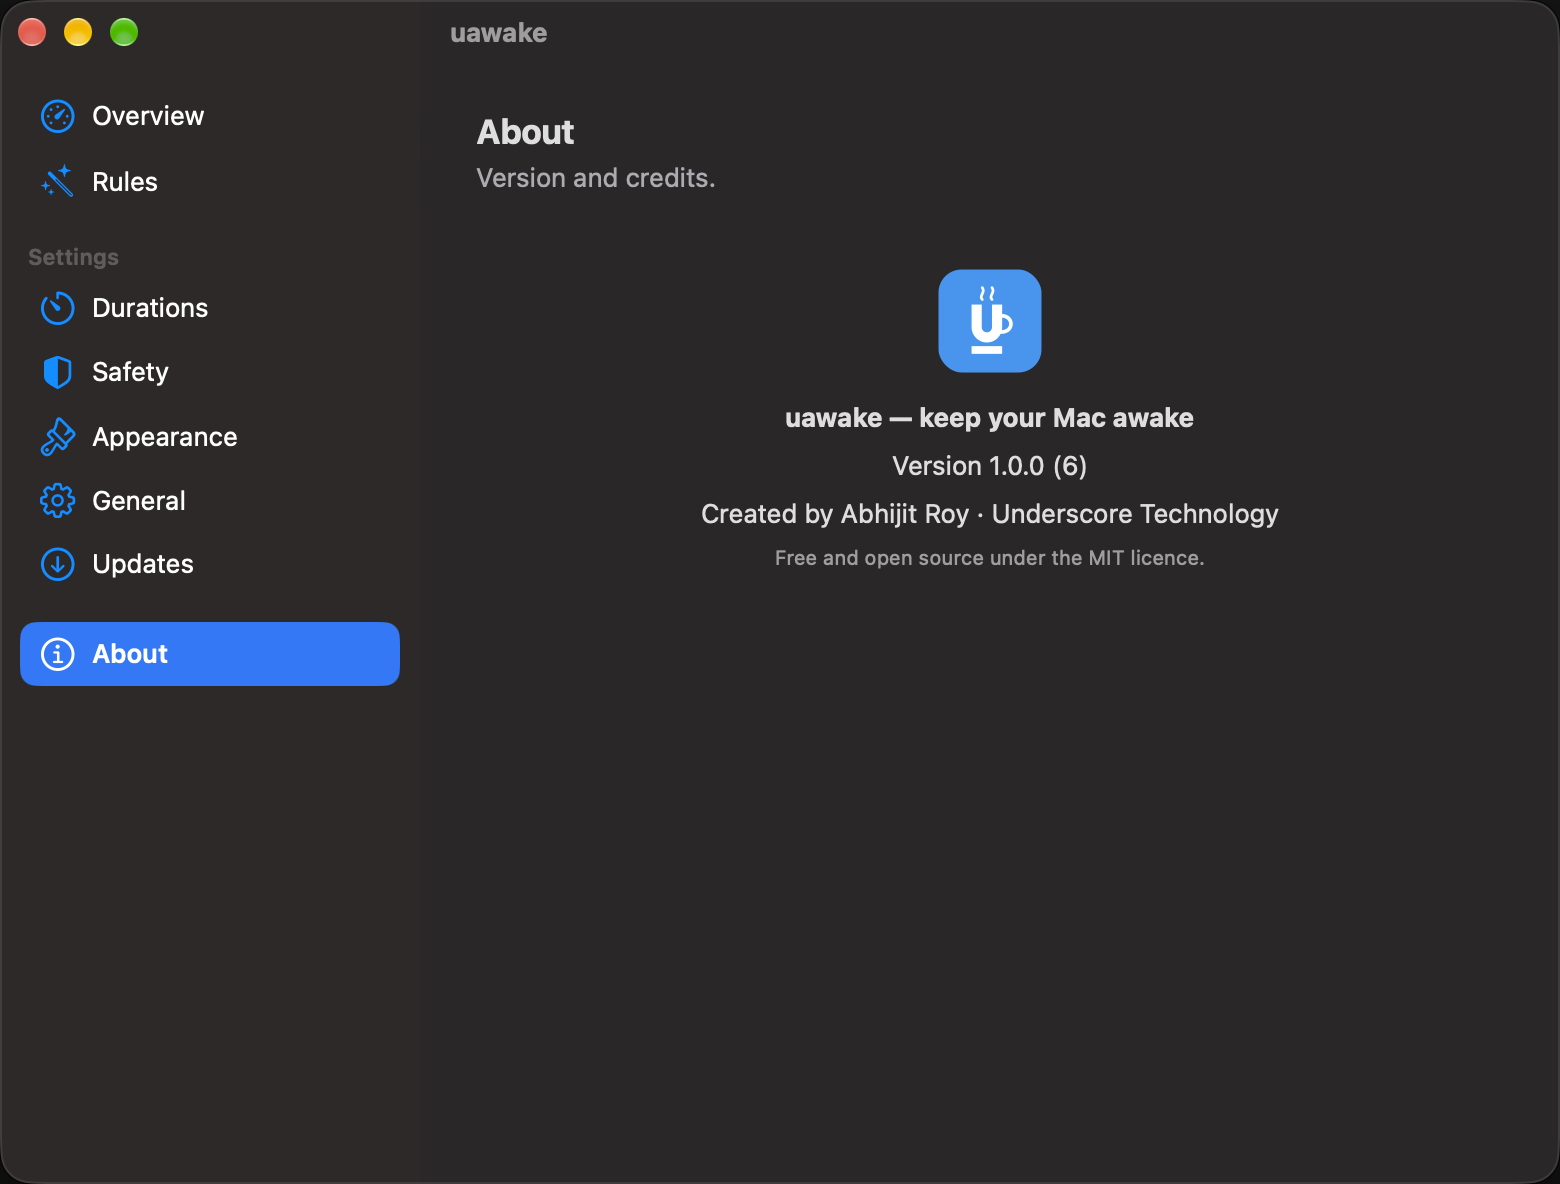 uawake
Overview
Rules
Settings
Durations
Safety
Appearance
General
Updates
About
About
Version and credits.
uawake — keep your Mac awake
Version 1.0.0 (6)
Created by Abhijit Roy · Underscore Technology
Free and open source under the MIT licence.